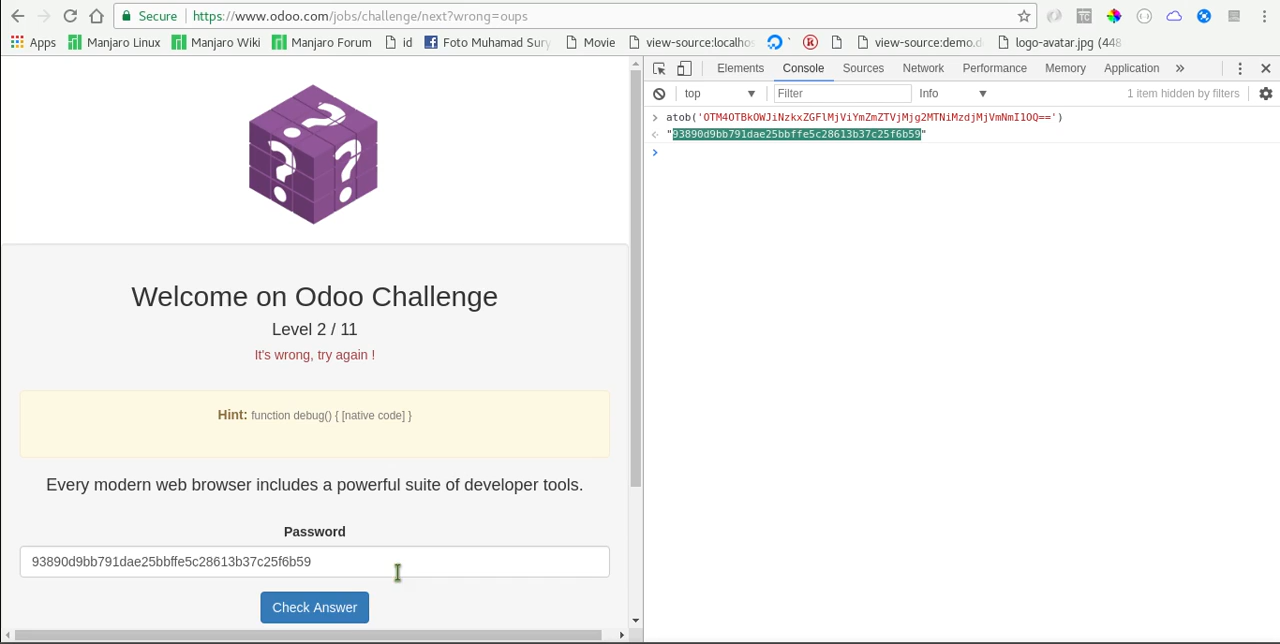 Secure https://www.odoo.com/jobs/challenge/next?wrong=oups
Apps Manjaro Linux Manjaro Wiki Manjaro Forum id Foto Muhamad Sury Movie view-source:localhos view-source:demo.d logo-avatar.jpg (448
Elements Console Sources Network Performance Memory Application »
top Filter Info 1 item hidden by filters
atob('OTM4OTBkOWJiNzkxZGFlMjViYmZmZTVjMjg2MTNiMzdjMjVmNmI1OQ==')
"93890d9bb791dae25bbffe5c28613b37c25f6b59"
? ? ?
Welcome on Odoo Challenge
Level 2 / 11
It's wrong, try again !
Hint: function debug() { [native code] }
Every modern web browser includes a powerful suite of developer tools.
Password
93890d9bb791dae25bbffe5c28613b37c25f6b59
Check Answer